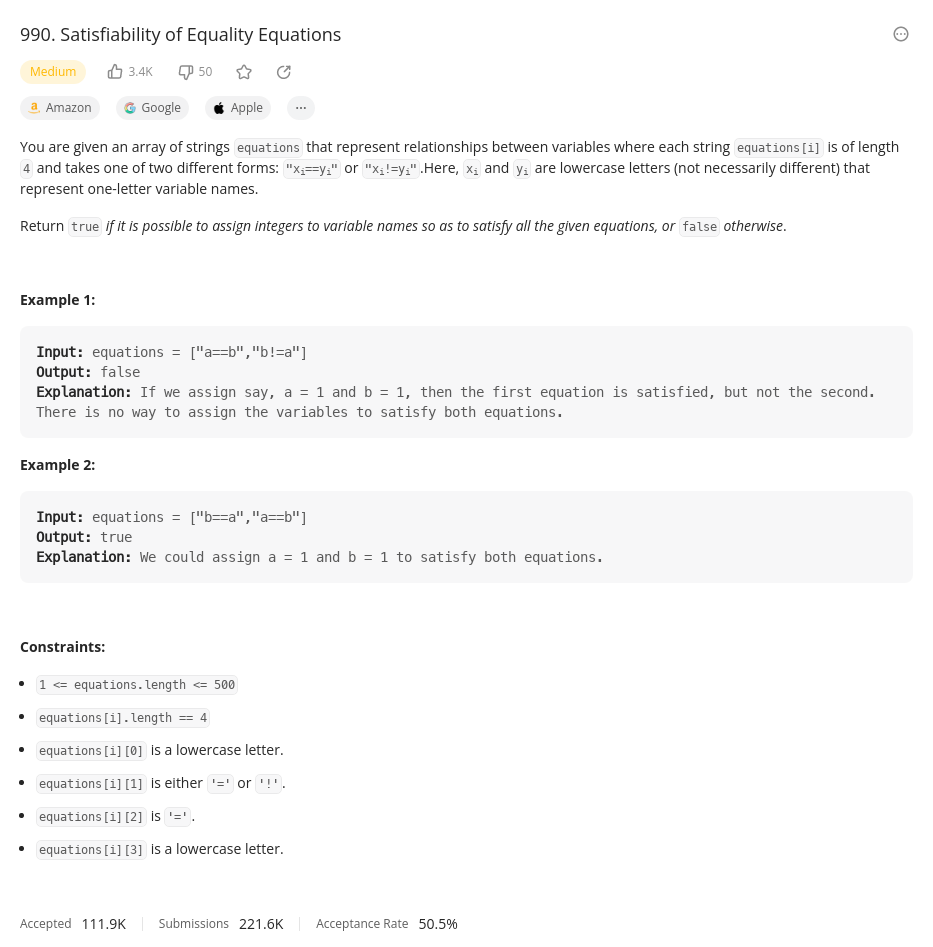 990. Satisfiability of Equality Equations
Medium 3.4K 50
Amazon Google Apple ...
You are given an array of strings equations that represent relationships between variables where each string equations[i] is of length
4 and takes one of two different forms: "xi==yi" or "xi!=yi".Here, xi and yi are lowercase letters (not necessarily different) that
represent one-letter variable names.
Return true if it is possible to assign integers to variable names so as to satisfy all the given equations, or false otherwise.
Example 1:
Input: equations = ["a==b","b!=a"]
Output: false
Explanation: If we assign say, a = 1 and b = 1, then the first equation is satisfied, but not the second.
There is no way to assign the variables to satisfy both equations.
Example 2:
Input: equations = ["b==a","a==b"]
Output: true
Explanation: We could assign a = 1 and b = 1 to satisfy both equations.
Constraints:
• 1 <= equations.length <= 500
• equations[i].length == 4
• equations[i][0] is a lowercase letter.
• equations[i][1] is either '=' or '!'.
• equations[i][2] is '='.
• equations[i][3] is a lowercase letter.
Accepted 111.9K Submissions 221.6K Acceptance Rate 50.5%